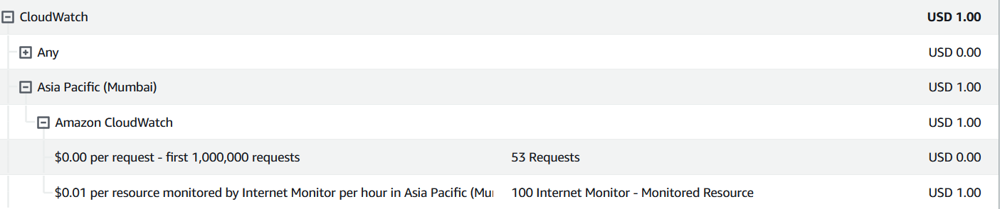 CloudWatch USD 1.00
Any USD 0.00
Asia Pacific (Mumbai) USD 1.00
Amazon CloudWatch USD 1.00
$0.00 per request - first 1,000,000 requests 53 Requests USD 0.00
$0.01 per resource monitored by Internet Monitor per hour in Asia Pacific (Mu 100 Internet Monitor - Monitored Resource USD 1.00